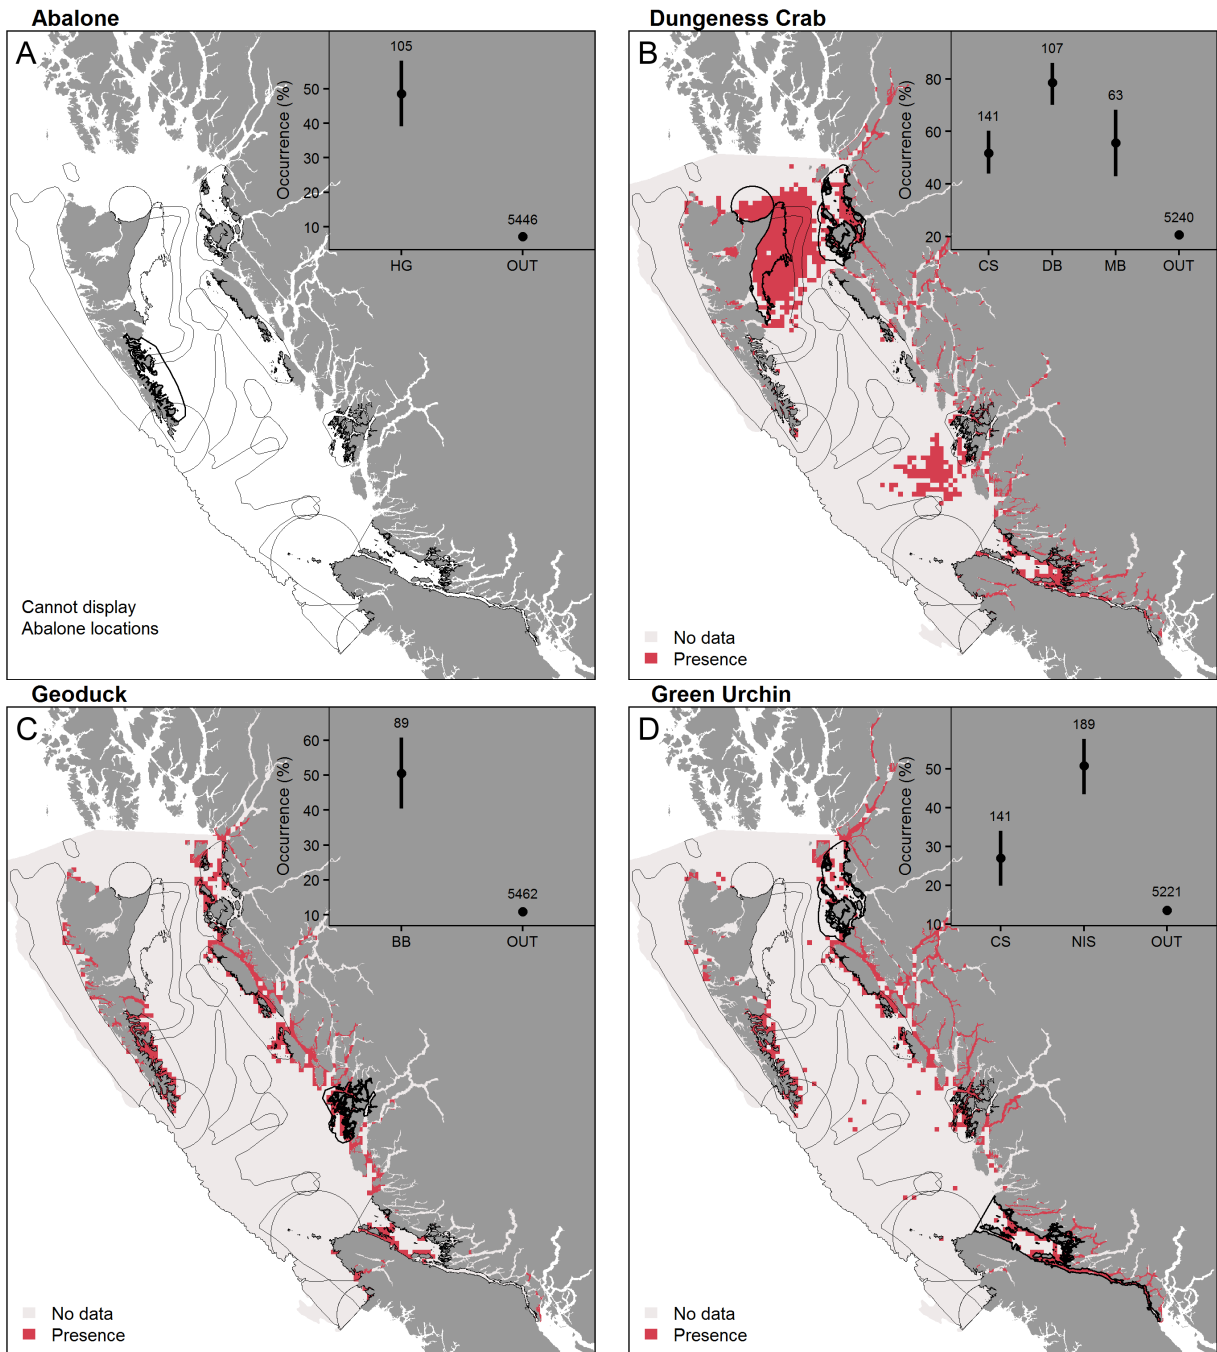 Abalone
A
105
Occurrence (%)
50
40
30
20
10
5446
HG
OUT
Cannot display
Abalone locations
Dungeness Crab
B
107
Occurrence (%)
80
60
40
20
141
63
5240
CS
DB
MB
OUT
No data
Presence
Geoduck
C
89
Occurrence (%)
60
50
40
30
20
10
5462
BB
OUT
No data
Presence
Green Urchin
D
189
Occurrence (%)
50
40
30
20
10
141
5221
CS
NIS
OUT
No data
Presence